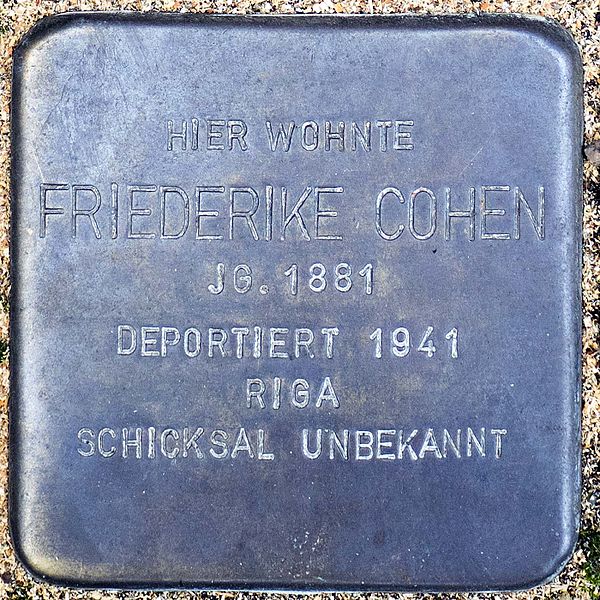 HIER WOHNTE
FRIEDERIKE COHEN
JG. 1881
DEPORTIERT 1941
RIGA
SCHICKSAL UNBEKANNT